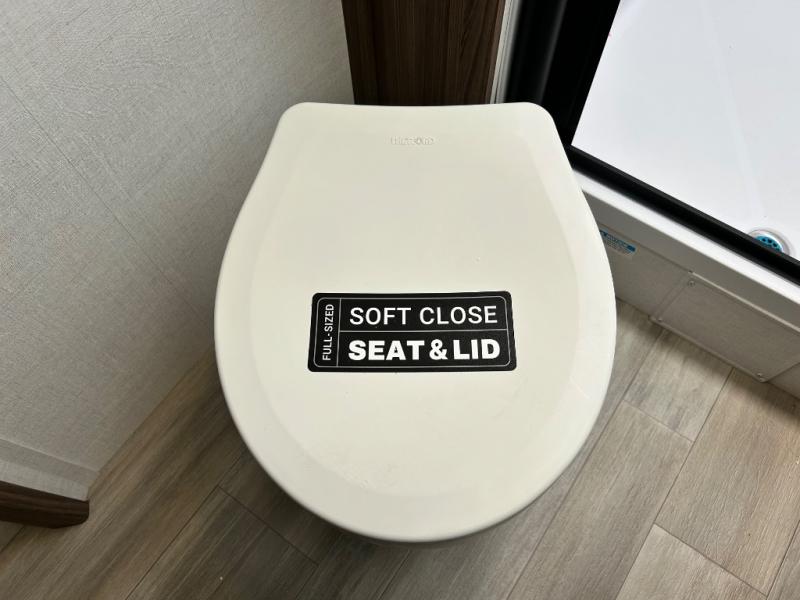 FULL-SIZED
SOFT CLOSE
SEAT & LID